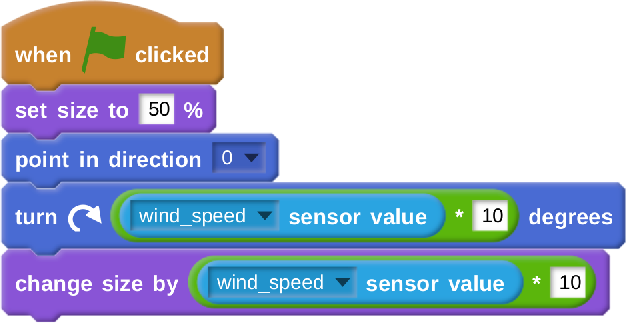 when clicked
set size to 50 %
point in direction 0
turn wind_speed sensor value * 10 degrees
change size by wind_speed sensor value * 10